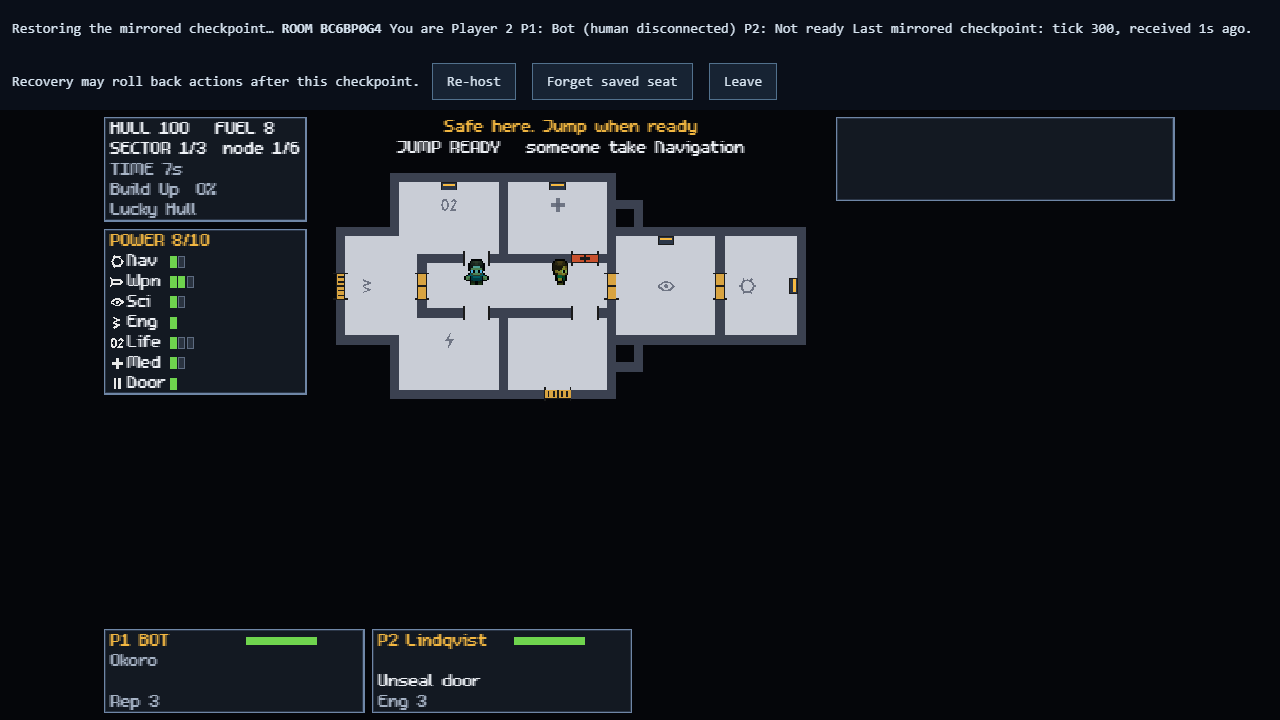 Restoring the mirrored checkpoint… ROOM BC6BP0G4 You are Player 2 P1: Bot (human disconnected) P2: Not ready Last mirrored checkpoint: tick 300, received 1s ago.
Recovery may roll back actions after this checkpoint. Re-host Forget saved seat Leave
HULL 100 FUEL 8
SECTOR 1/3 node 1/6
TIME 7s
Build Up 0%
Lucky Hull
Safe here. Jump when ready
JUMP READY someone take Navigation
POWER 8/10
Nav
Wpn
Sci
Eng
O2 Life
Med
Door
O2
P1 BOT
Okoro
Rep 3
P2 Lindqvist
Unseal door
Eng 3